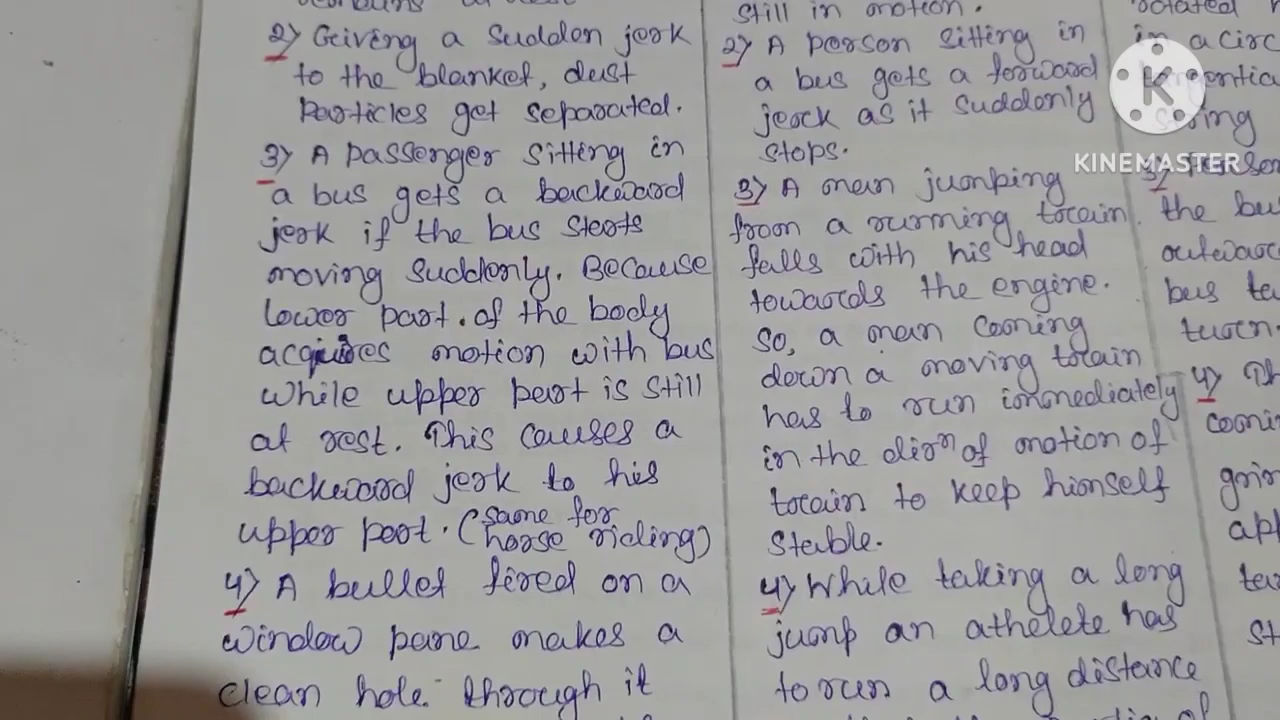 2) Giving a sudden jerk
to the blanket, dust
Particles get separated.
3) A passenger sitting in
a bus gets a backward
jerk if the bus starts
moving suddenly. Because
lower part of the body
acquires motion with bus
while upper part is still
at rest. This causes a
backward jerk to his
upper part. (same for
horse riding)
4) A bullet fired on a
window pane makes a
clean hole through it
still in motion.
2) A person sitting in
a bus gets a forward
jerk as it suddenly
stops.
3) A man jumping
from a running train
falls with his head
towards the engine.
So, a man coming
down a moving train
has to run immediately
in the dirn of motion of
train to keep himself
stable.
4) While taking a long
jump an athelete has
to run a long distance
in a circ
3)
the bu
outward
bus ta
turn.
4) Th
comin
KINEMASTER